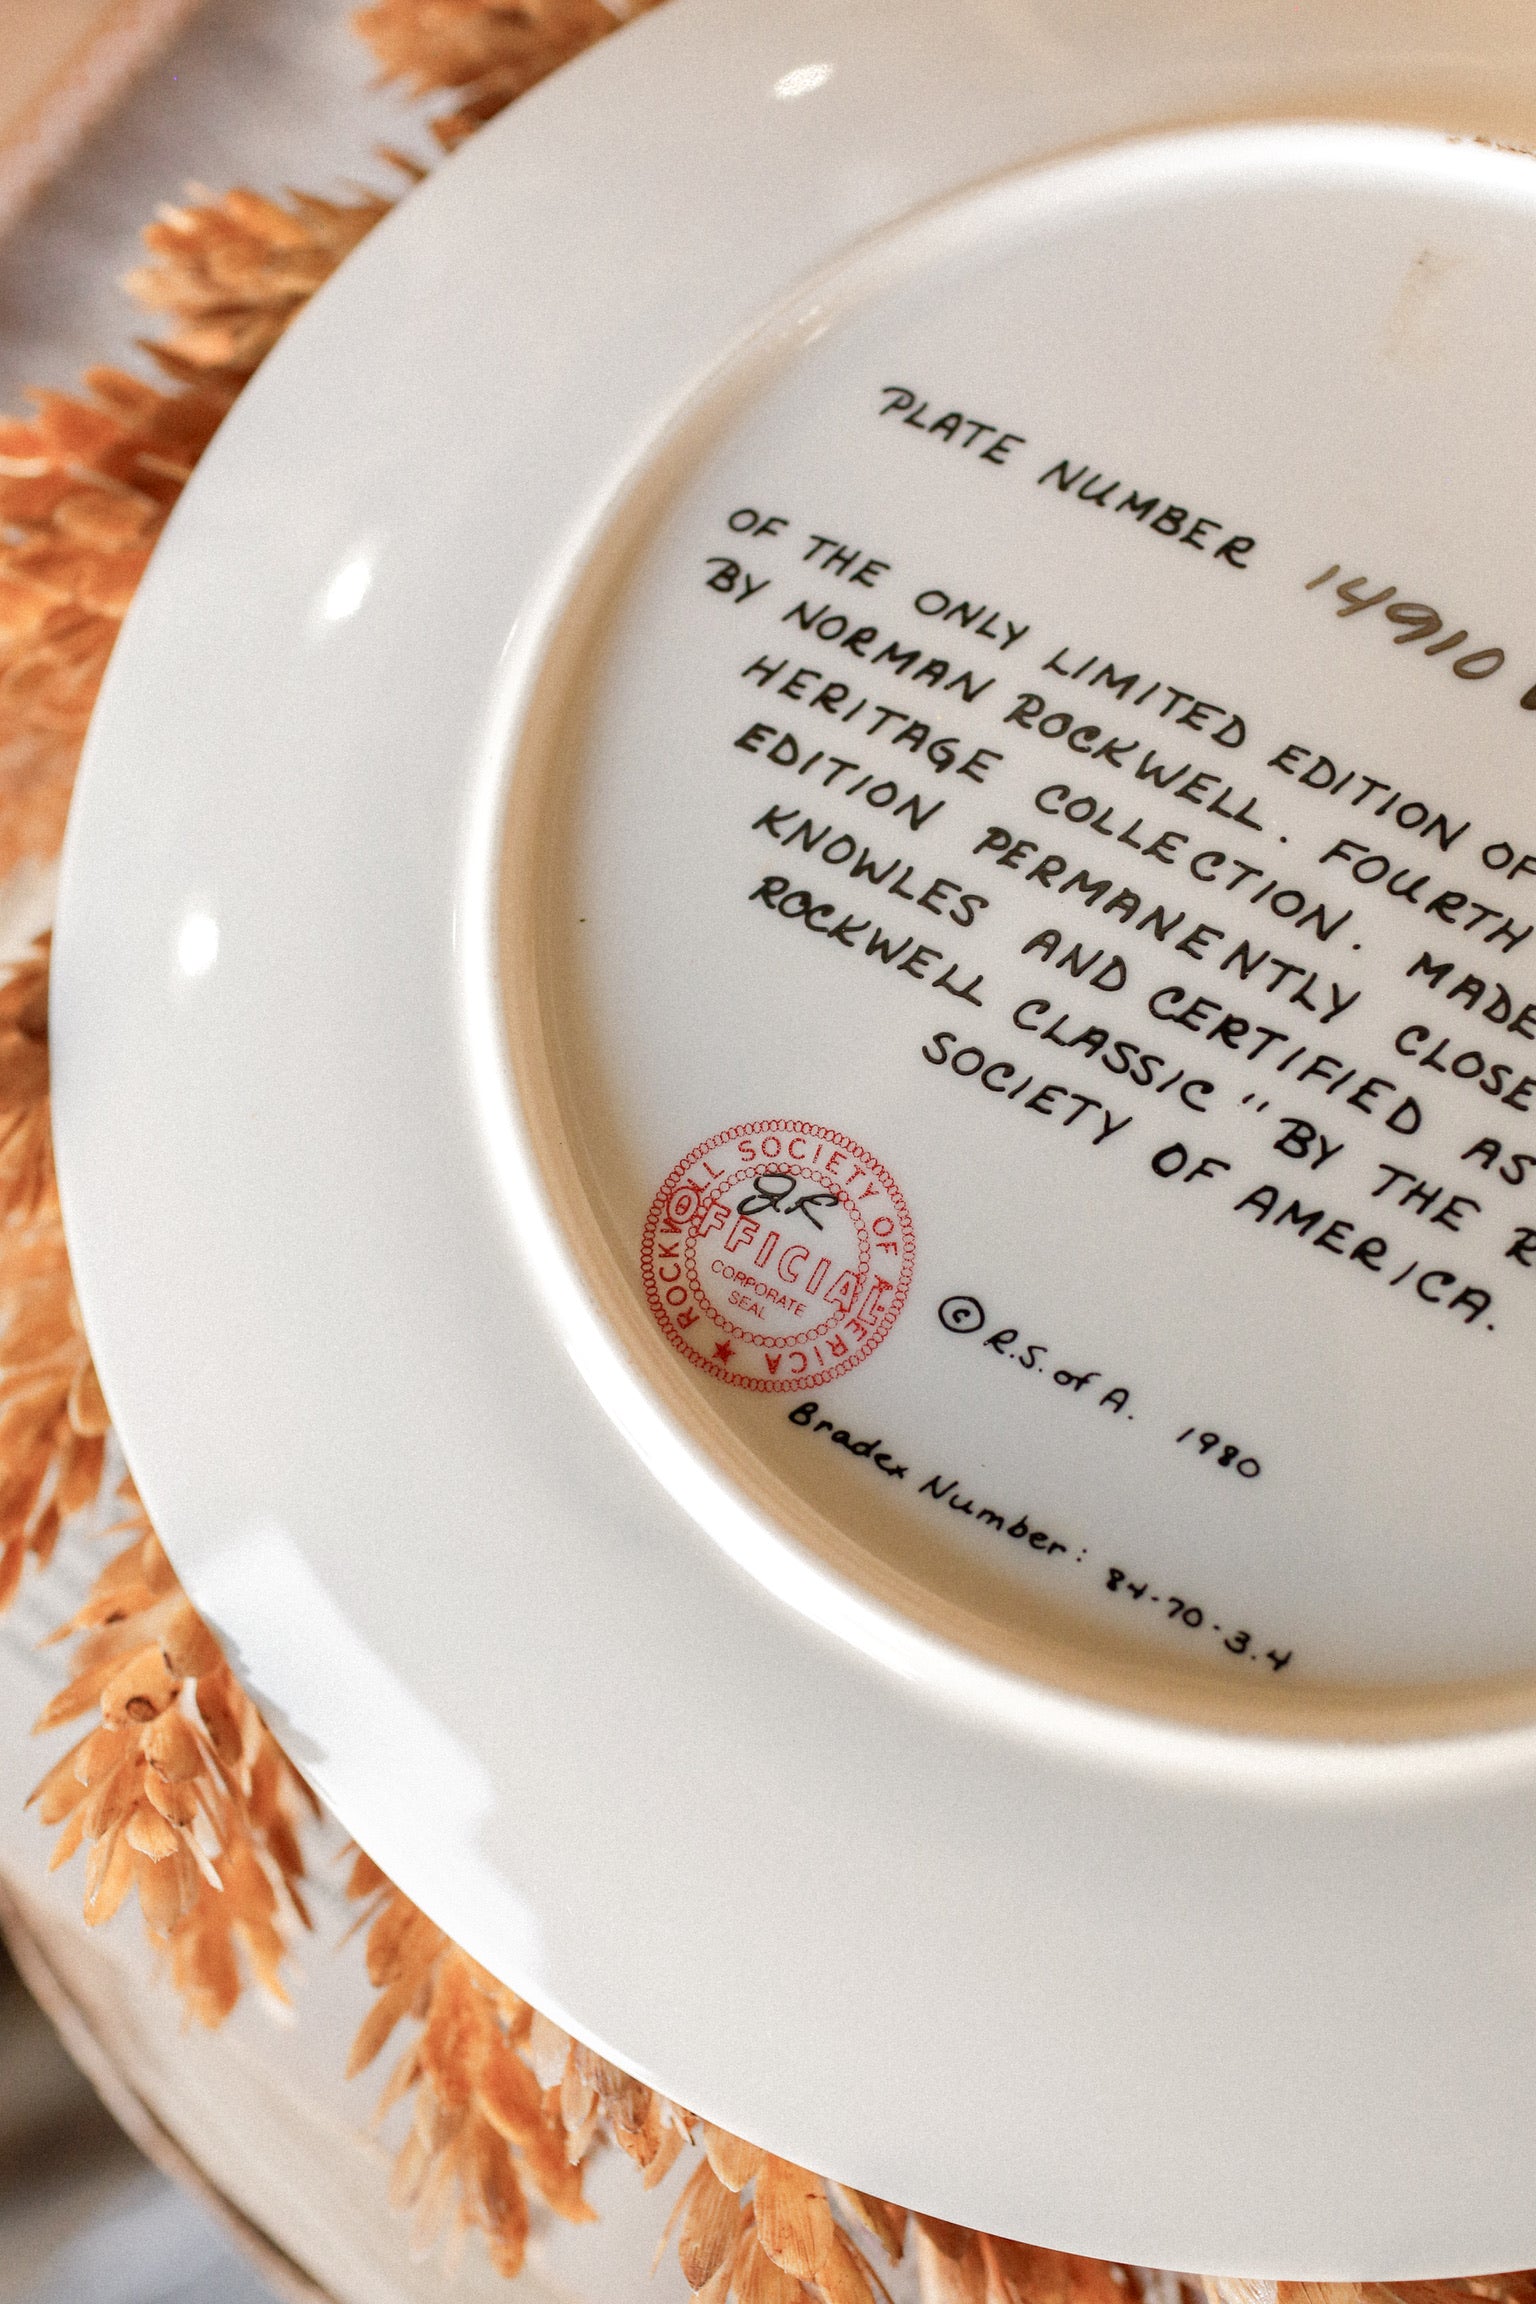 PLATE NUMBER 14910
OF THE ONLY LIMITED EDITION OF
BY NORMAN ROCKWELL. FOURTH
HERITAGE COLLECTION. MADE
EDITION PERMANENTLY CLOSE
KNOWLES AND CERTIFIED AS
ROCKWELL CLASSIC "BY THE R
SOCIETY OF AMERICA.
ROCKWELL SOCIETY OF AMERICA ★
JR
OFFICIAL
CORPORATE
SEAL
© R.S. of A. 1980
Bradex Number: 84-70-3.4